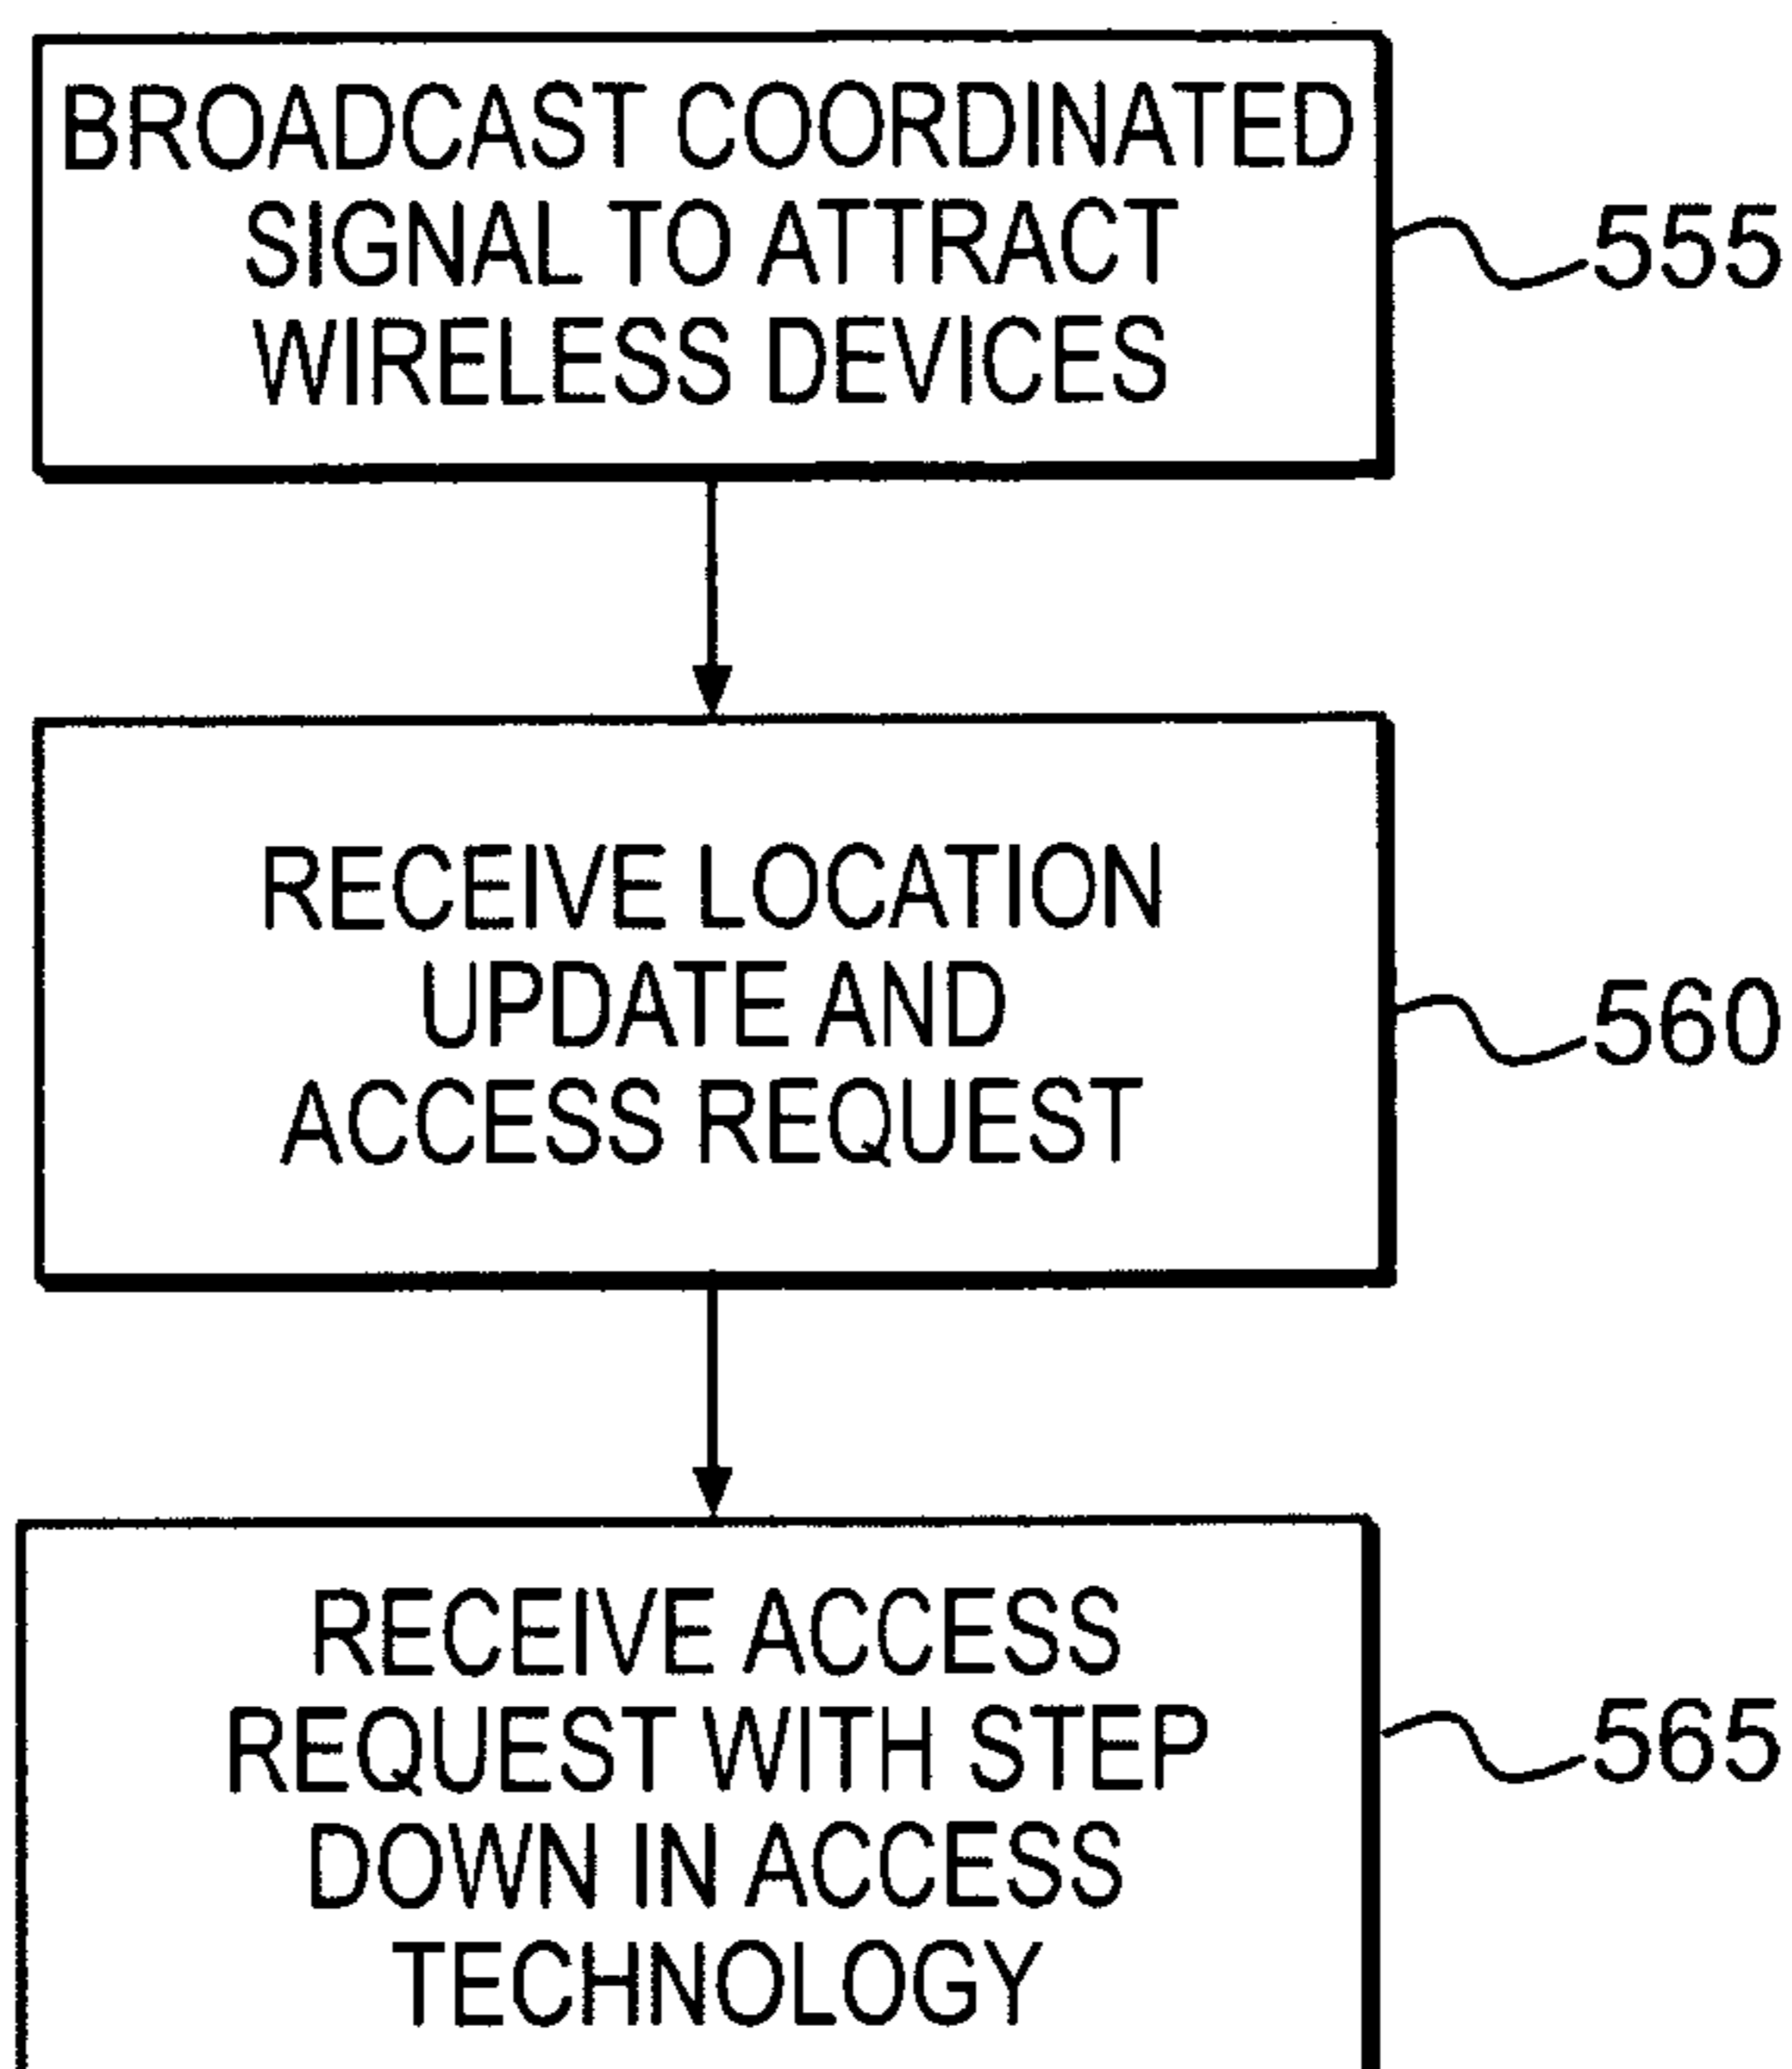 BROADCAST COORDINATED
SIGNAL TO ATTRACT
WIRELESS DEVICES
555
RECEIVE LOCATION
UPDATE AND
ACCESS REQUEST
560
RECEIVE ACCESS
REQUEST WITH STEP
DOWN IN ACCESS
TECHNOLOGY
565